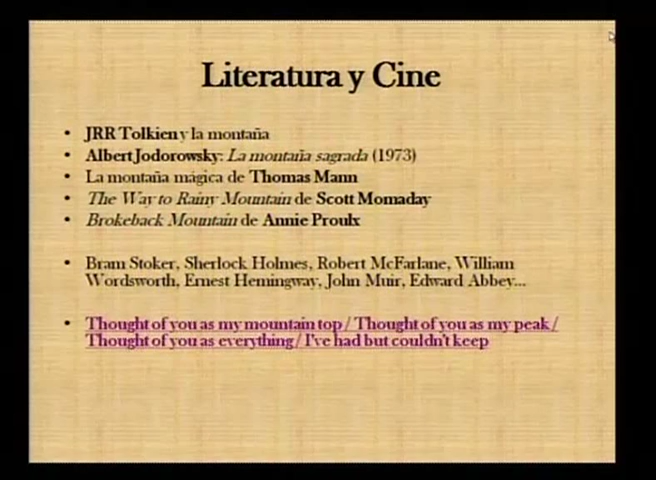 Literatura y Cine
• JRR Tolkien y la montaña
• Albert Jodorowsky: La montaña sagrada (1973)
• La montaña mágica de Thomas Mann
• The Way to Rainy Mountain de Scott Momaday
• Brokeback Mountain de Annie Proulx
• Bram Stoker, Sherlock Holmes, Robert McFarlane, William
Wordsworth, Ernest Hemingway, John Muir, Edward Abbey...
• Thought of you as my mountain top / Thought of you as my peak /
Thought of you as everything/ I've had but couldn't keep